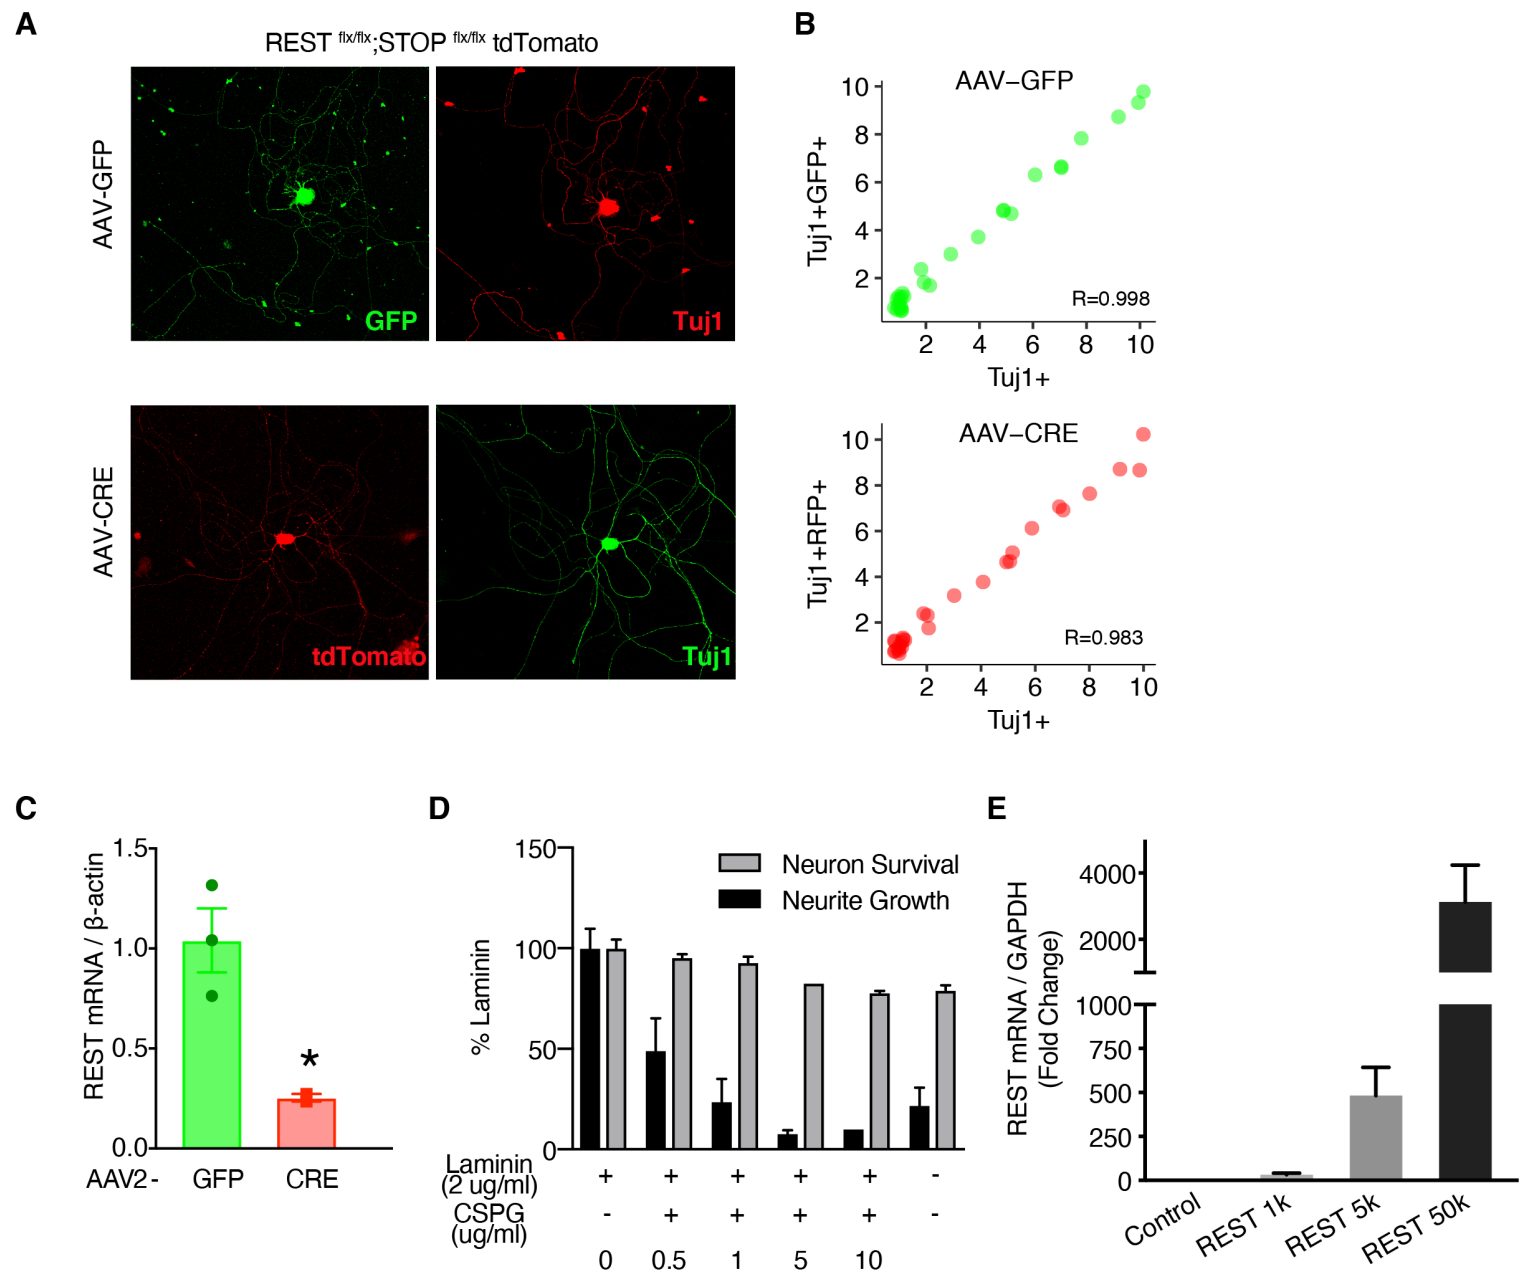 A
REST flx/flx;STOP flx/flx tdTomato
AAV-GFP
GFP
Tuj1
AAV-CRE
tdTomato
Tuj1
B
AAV–GFP
Tuj1+GFP+
10
8
6
4
2
R=0.998
2 4 6 8 10
Tuj1+
AAV–CRE
Tuj1+RFP+
10
8
6
4
2
R=0.983
2 4 6 8 10
Tuj1+
C
REST mRNA / β-actin
1.5
1.0
0.5
0.0
*
AAV2- GFP CRE
D
% Laminin
150
100
50
0
Neuron Survival
Neurite Growth
Laminin
(2 ug/ml)
+ + + + + -
CSPG
(ug/ml)
- + + + + -
0 0.5 1 5 10
E
REST mRNA / GAPDH
(Fold Change)
4000
2000
1000
750
500
250
0
Control
REST 1k
REST 5k
REST 50k